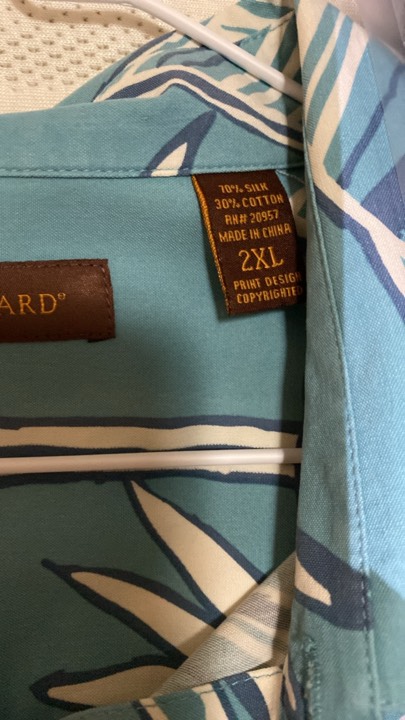 70% SILK
30% COTTON
RN# 20957
MADE IN CHINA
2XL
PRINT DESIGN
COPYRIGHTED
ARD®